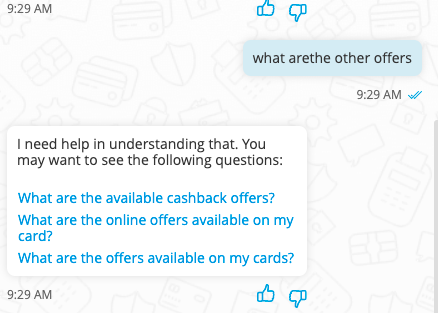 9:29 AM
what arethe other offers
9:29 AM
I need help in understanding that. You
may want to see the following questions:
What are the available cashback offers?
What are the online offers available on my
card?
What are the offers available on my cards?
9:29 AM